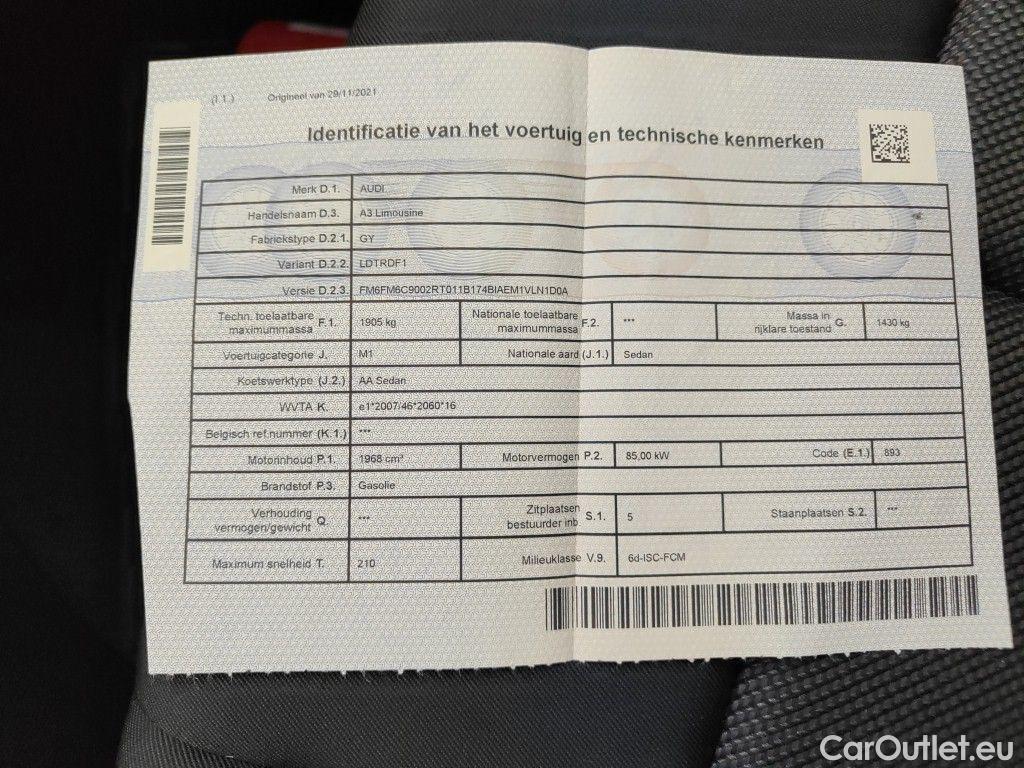 (I.1.) Origineel van 29/11/2021
Identificatie van het voertuig en technische kenmerken
Merk D.1. AUDI
Handelsnaam D.3. A3 Limousine
Fabriekstype D.2.1. GY
Variant D.2.2. LDTRDF1
Versie D.2.3. FM6FM6C9002RT011B174BIAEM1VLN1D0A
Techn. toelaatbare maximummassa F.1. 1905 kg Nationale toelaatbare maximummassa F.2. *** Massa in rijklare toestand G. 1430 kg
Voertuigcategorie J. M1 Nationale aard (J.1.) Sedan
Koetswerktype (J.2.) AA Sedan
WVTA K. e1*2007/46*2060*16
Belgisch ref.nummer (K.1.) ***
Motorinhoud P.1. 1968 cm³ Motorvermogen P.2. 85,00 kW Code (E.1.) 893
Brandstof P.3. Gasolie
Verhouding vermogen/gewicht Q. *** Zitplaatsen bestuurder inb S.1. 5 Staanplaatsen S.2. ***
Maximum snelheid T. 210 Milieuklasse V.9. 6d-ISC-FCM
CarOutlet.eu